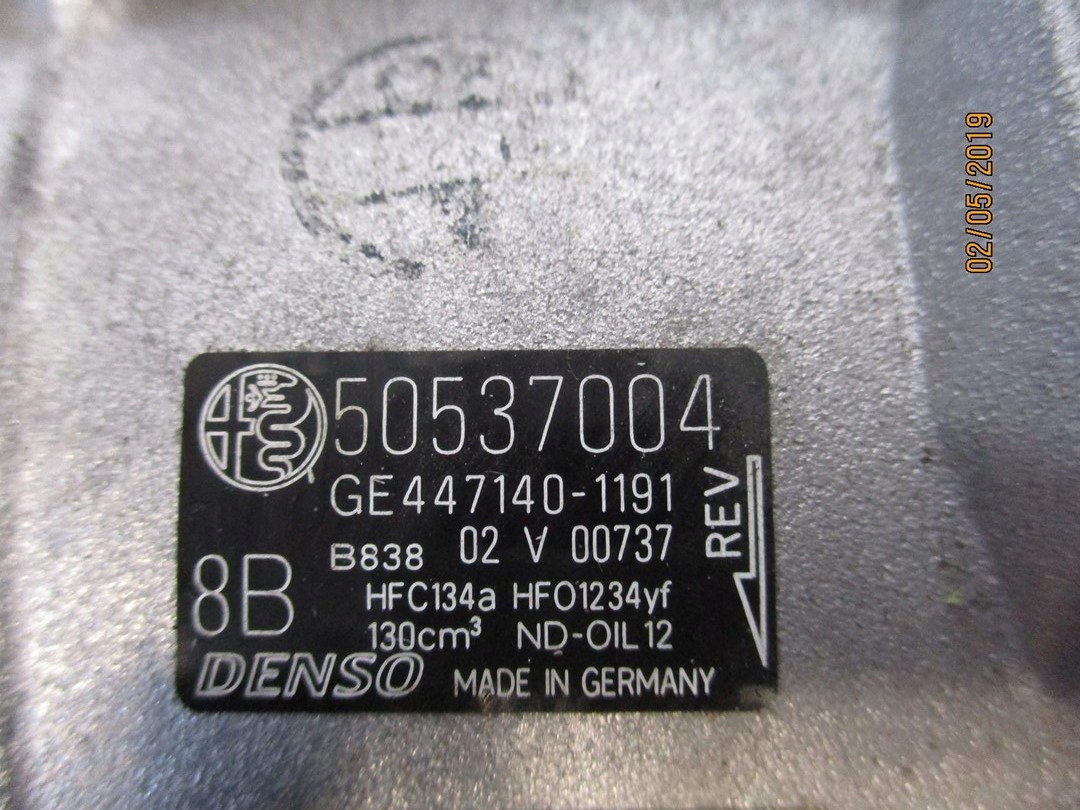 02/05/2019
50537004
GE447140-1191
B838 02 V 00737
REV
8B
HFC134a HFO1234yf
130cm³ ND-OIL12
DENSO MADE IN GERMANY